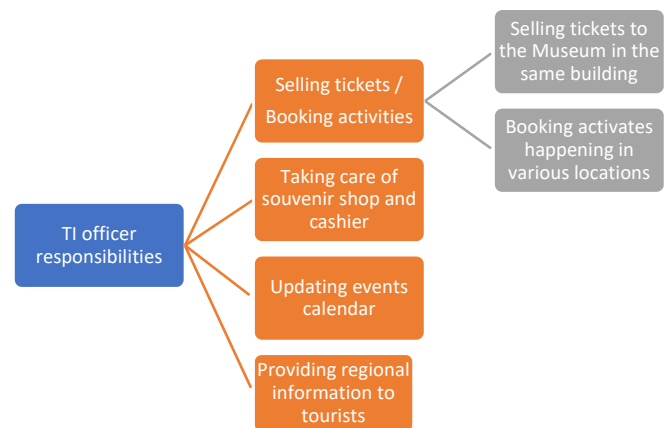 TI officer
responsibilities
Selling tickets /
Booking activities
Selling tickets to
the Museum in the
same building
Booking activates
happening in
various locations
Taking care of
souvenir shop and
cashier
Updating events
calendar
Providing regional
information to
tourists